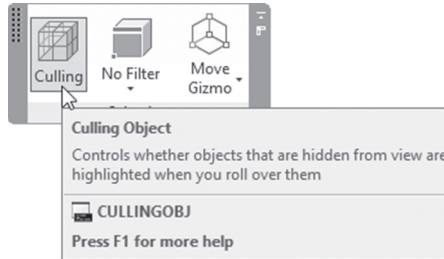 Culling
No Filter
Move
Gizmo
Culling Object
Controls whether objects that are hidden from view are
highlighted when you roll over them
CULLINGOBJ
Press F1 for more help